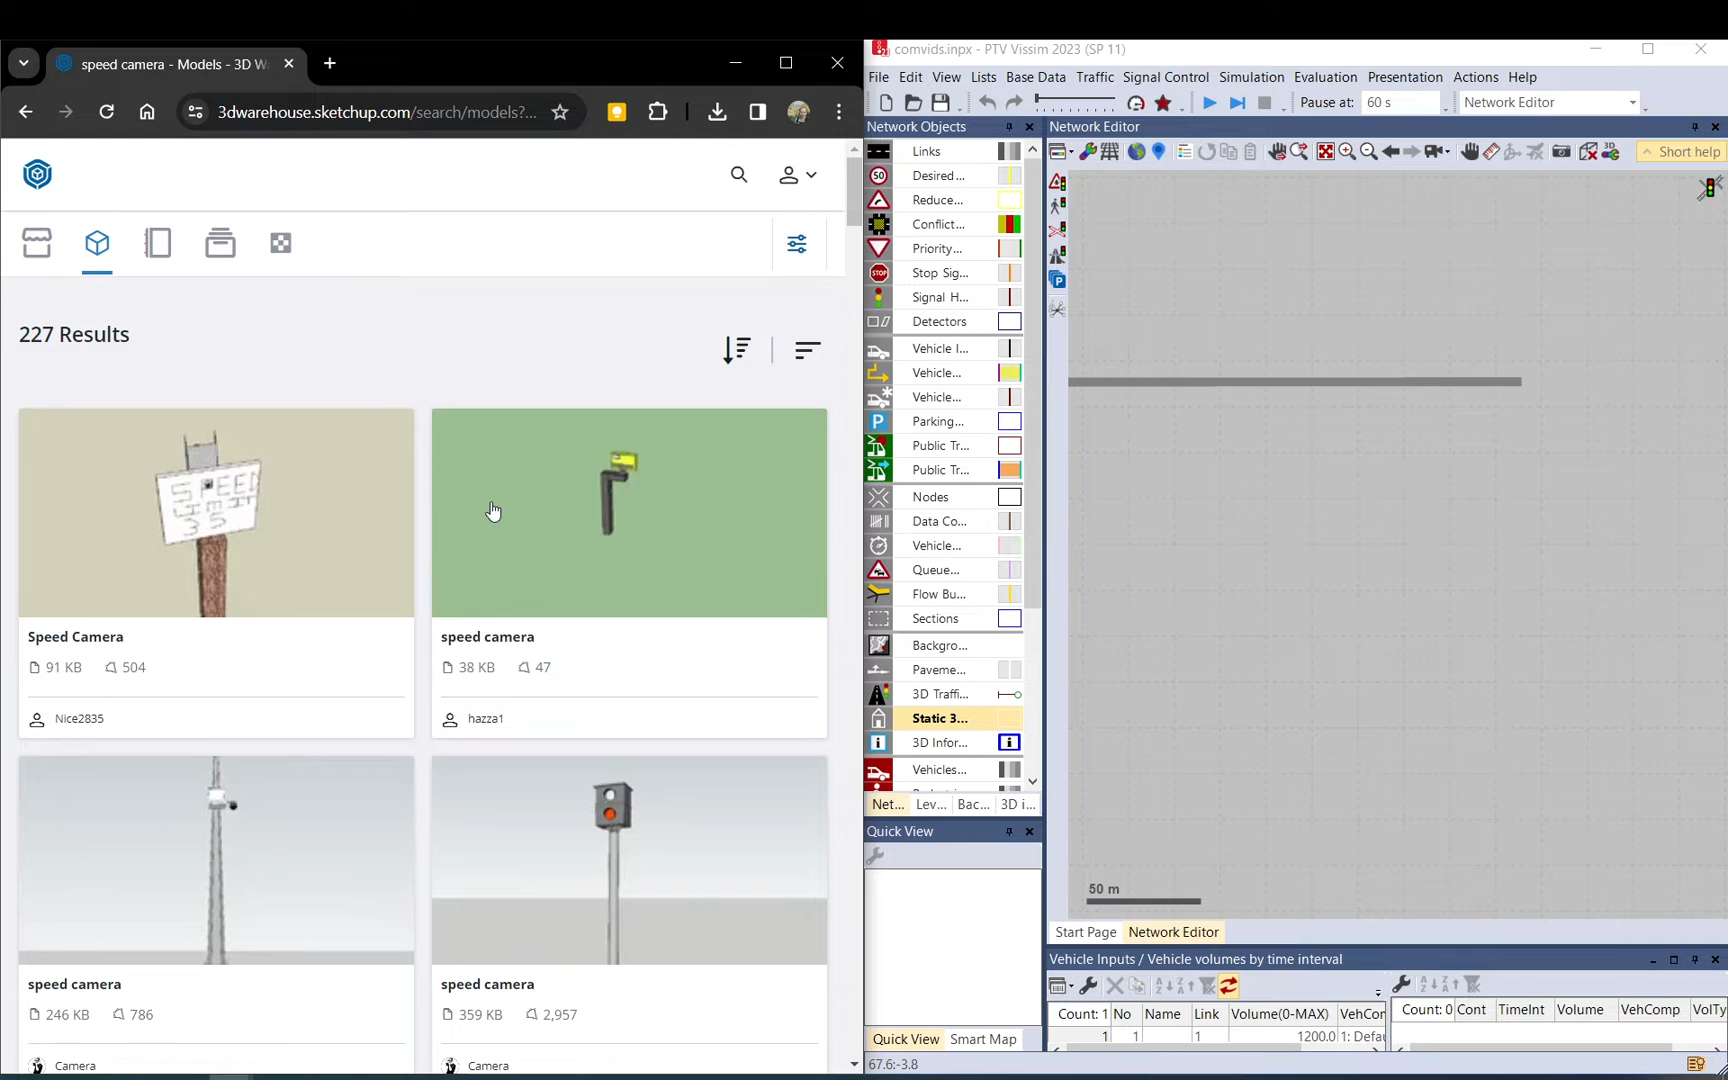 speed camera - Models - 3D W
3dwarehouse.sketchup.com/search/models?...
227 Results
SPEED
LIMIT
35
Speed Camera
91 KB 504
Nice2835
speed camera
38 KB 47
hazza1
speed camera
246 KB 786
Camera
speed camera
359 KB 2,957
Camera
comvids.inpx - PTV Vissim 2023 (SP 11)
File Edit View Lists Base Data Traffic Signal Control Simulation Evaluation Presentation Actions Help
Pause at: 60 s Network Editor
Network Objects
Links
50 Desired...
Reduce...
Conflict...
Priority...
STOP Stop Sig...
Signal H...
Detectors
Vehicle I...
Vehicle...
Vehicle...
P Parking...
Public Tr...
Public Tr...
Nodes
Data Co...
Vehicle...
Queue...
Flow Bu...
Sections
Backgro...
Paveme...
3D Traffi...
Static 3...
3D Infor...
Vehicles...
Net... Lev... Bac... 3D i...
Quick View
Quick View Smart Map
67.6:-3.8
Network Editor
3D
Short help
P
50 m
Start Page Network Editor
Vehicle Inputs / Vehicle volumes by time interval
Count: 1 No Name Link Volume(0-MAX) VehCor
1 1 1 1200.0 1: Defau
Count: 0 Cont TimeInt Volume VehComp VolTy